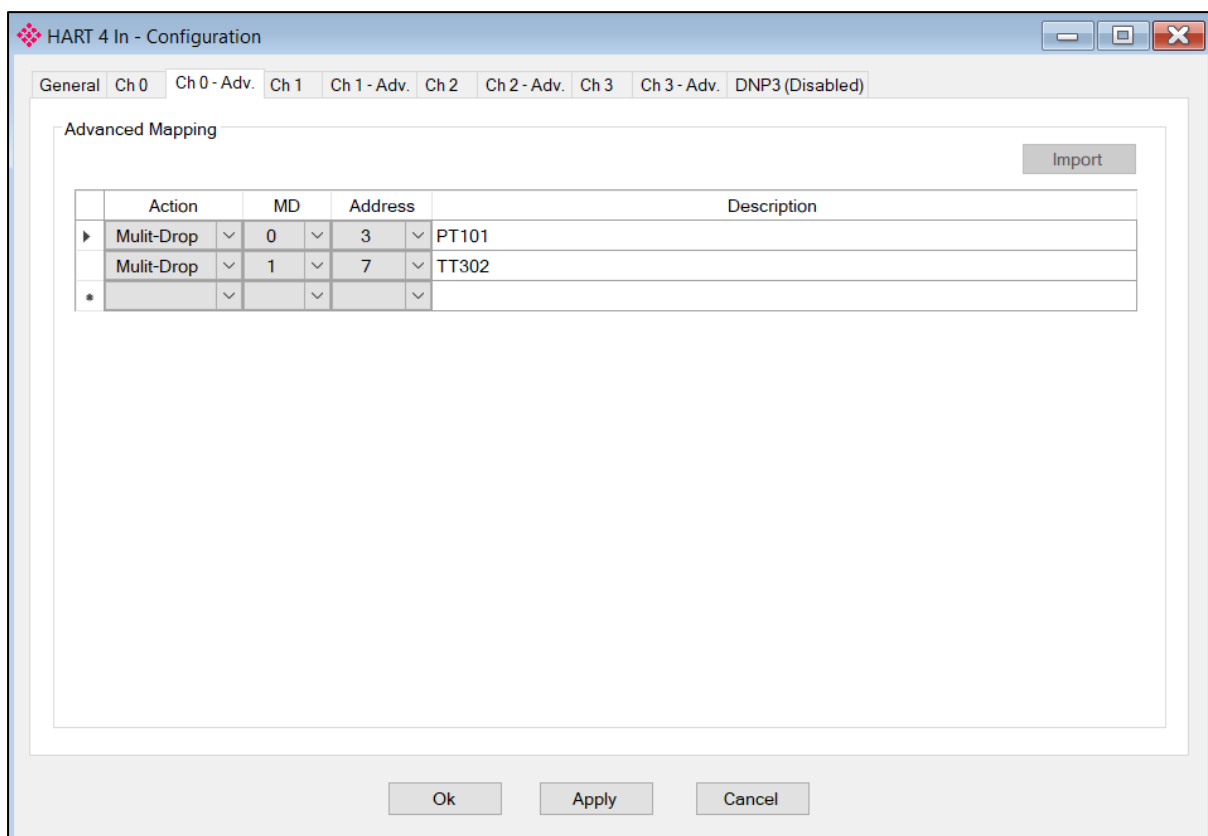 HART 4 In - Configuration
General Ch 0 Ch 0 - Adv. Ch 1 Ch 1 - Adv. Ch 2 Ch 2 - Adv. Ch 3 Ch 3 - Adv. DNP3 (Disabled)
Advanced Mapping
Import
Action MD Address Description
Mulit-Drop 0 3 PT101
Mulit-Drop 1 7 TT302
Ok Apply Cancel